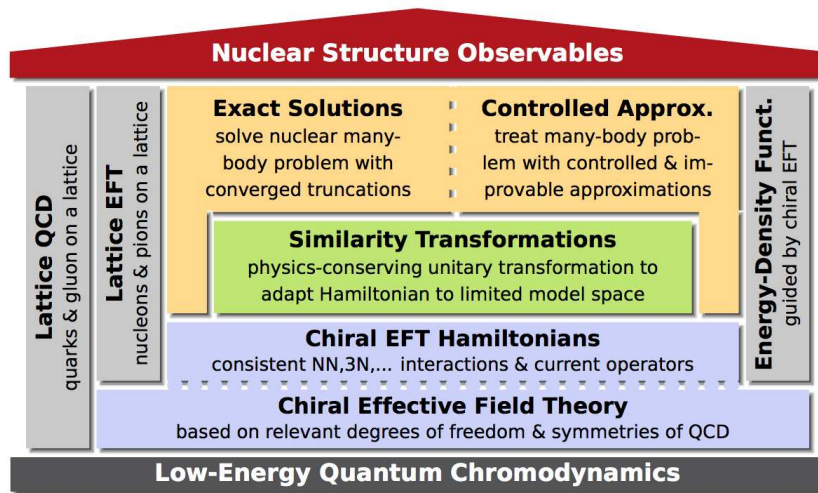 Nuclear Structure Observables
Lattice QCD
quarks & gluon on a lattice
Lattice EFT
nucleons & pions on a lattice
Exact Solutions
solve nuclear many-
body problem with
converged truncations
Controlled Approx.
treat many-body prob-
lem with controlled & im-
provable approximations
Energy-Density Funct.
guided by chiral EFT
Similarity Transformations
physics-conserving unitary transformation to
adapt Hamiltonian to limited model space
Chiral EFT Hamiltonians
consistent NN,3N,... interactions & current operators
Chiral Effective Field Theory
based on relevant degrees of freedom & symmetries of QCD
Low-Energy Quantum Chromodynamics